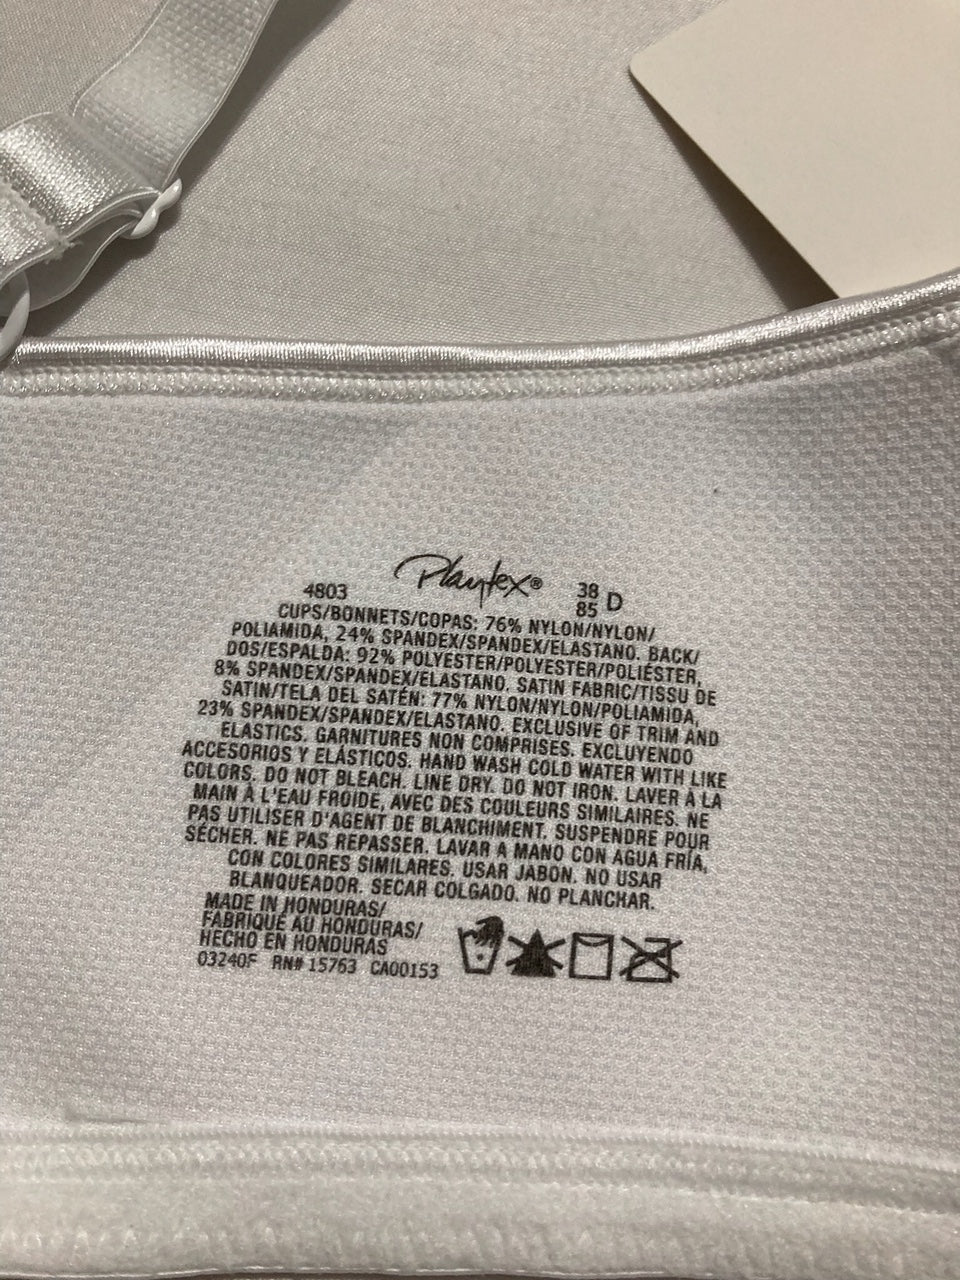 Playtex®
4803
38
85 D
CUPS/BONNETS/COPAS: 76% NYLON/NYLON/
POLIAMIDA, 24% SPANDEX/SPANDEX/ELASTANO. BACK/
DOS/ESPALDA: 92% POLYESTER/POLYESTER/POLIÉSTER,
8% SPANDEX/SPANDEX/ELASTANO. SATIN FABRIC/TISSU DE
SATIN/TELA DEL SATÉN: 77% NYLON/NYLON/POLIAMIDA,
23% SPANDEX/SPANDEX/ELASTANO. EXCLUSIVE OF TRIM AND
ELASTICS. GARNITURES NON COMPRISES. EXCLUYENDO
ACCESORIOS Y ELÁSTICOS. HAND WASH COLD WATER WITH LIKE
COLORS. DO NOT BLEACH. LINE DRY. DO NOT IRON. LAVER À LA
MAIN À L'EAU FROIDE, AVEC DES COULEURS SIMILAIRES. NE
PAS UTILISER D'AGENT DE BLANCHIMENT. SUSPENDRE POUR
SÉCHER. NE PAS REPASSER. LAVAR A MANO CON AGUA FRÍA,
CON COLORES SIMILARES. USAR JABON. NO USAR
BLANQUEADOR. SECAR COLGADO. NO PLANCHAR.
MADE IN HONDURAS/
FABRIQUÉ AU HONDURAS/
HECHO EN HONDURAS
03240F RN# 15763 CA00153